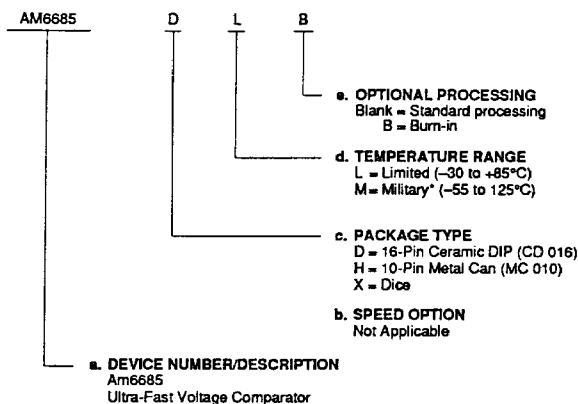 AM6685 D L B
e. OPTIONAL PROCESSING
Blank = Standard processing
B = Burn-in
d. TEMPERATURE RANGE
L = Limited (–30 to +85°C)
M = Military* (–55 to 125°C)
c. PACKAGE TYPE
D = 16-Pin Ceramic DIP (CD 016)
H = 10-Pin Metal Can (MC 010)
X = Dice
b. SPEED OPTION
Not Applicable
a. DEVICE NUMBER/DESCRIPTION
Am6685
Ultra-Fast Voltage Comparator